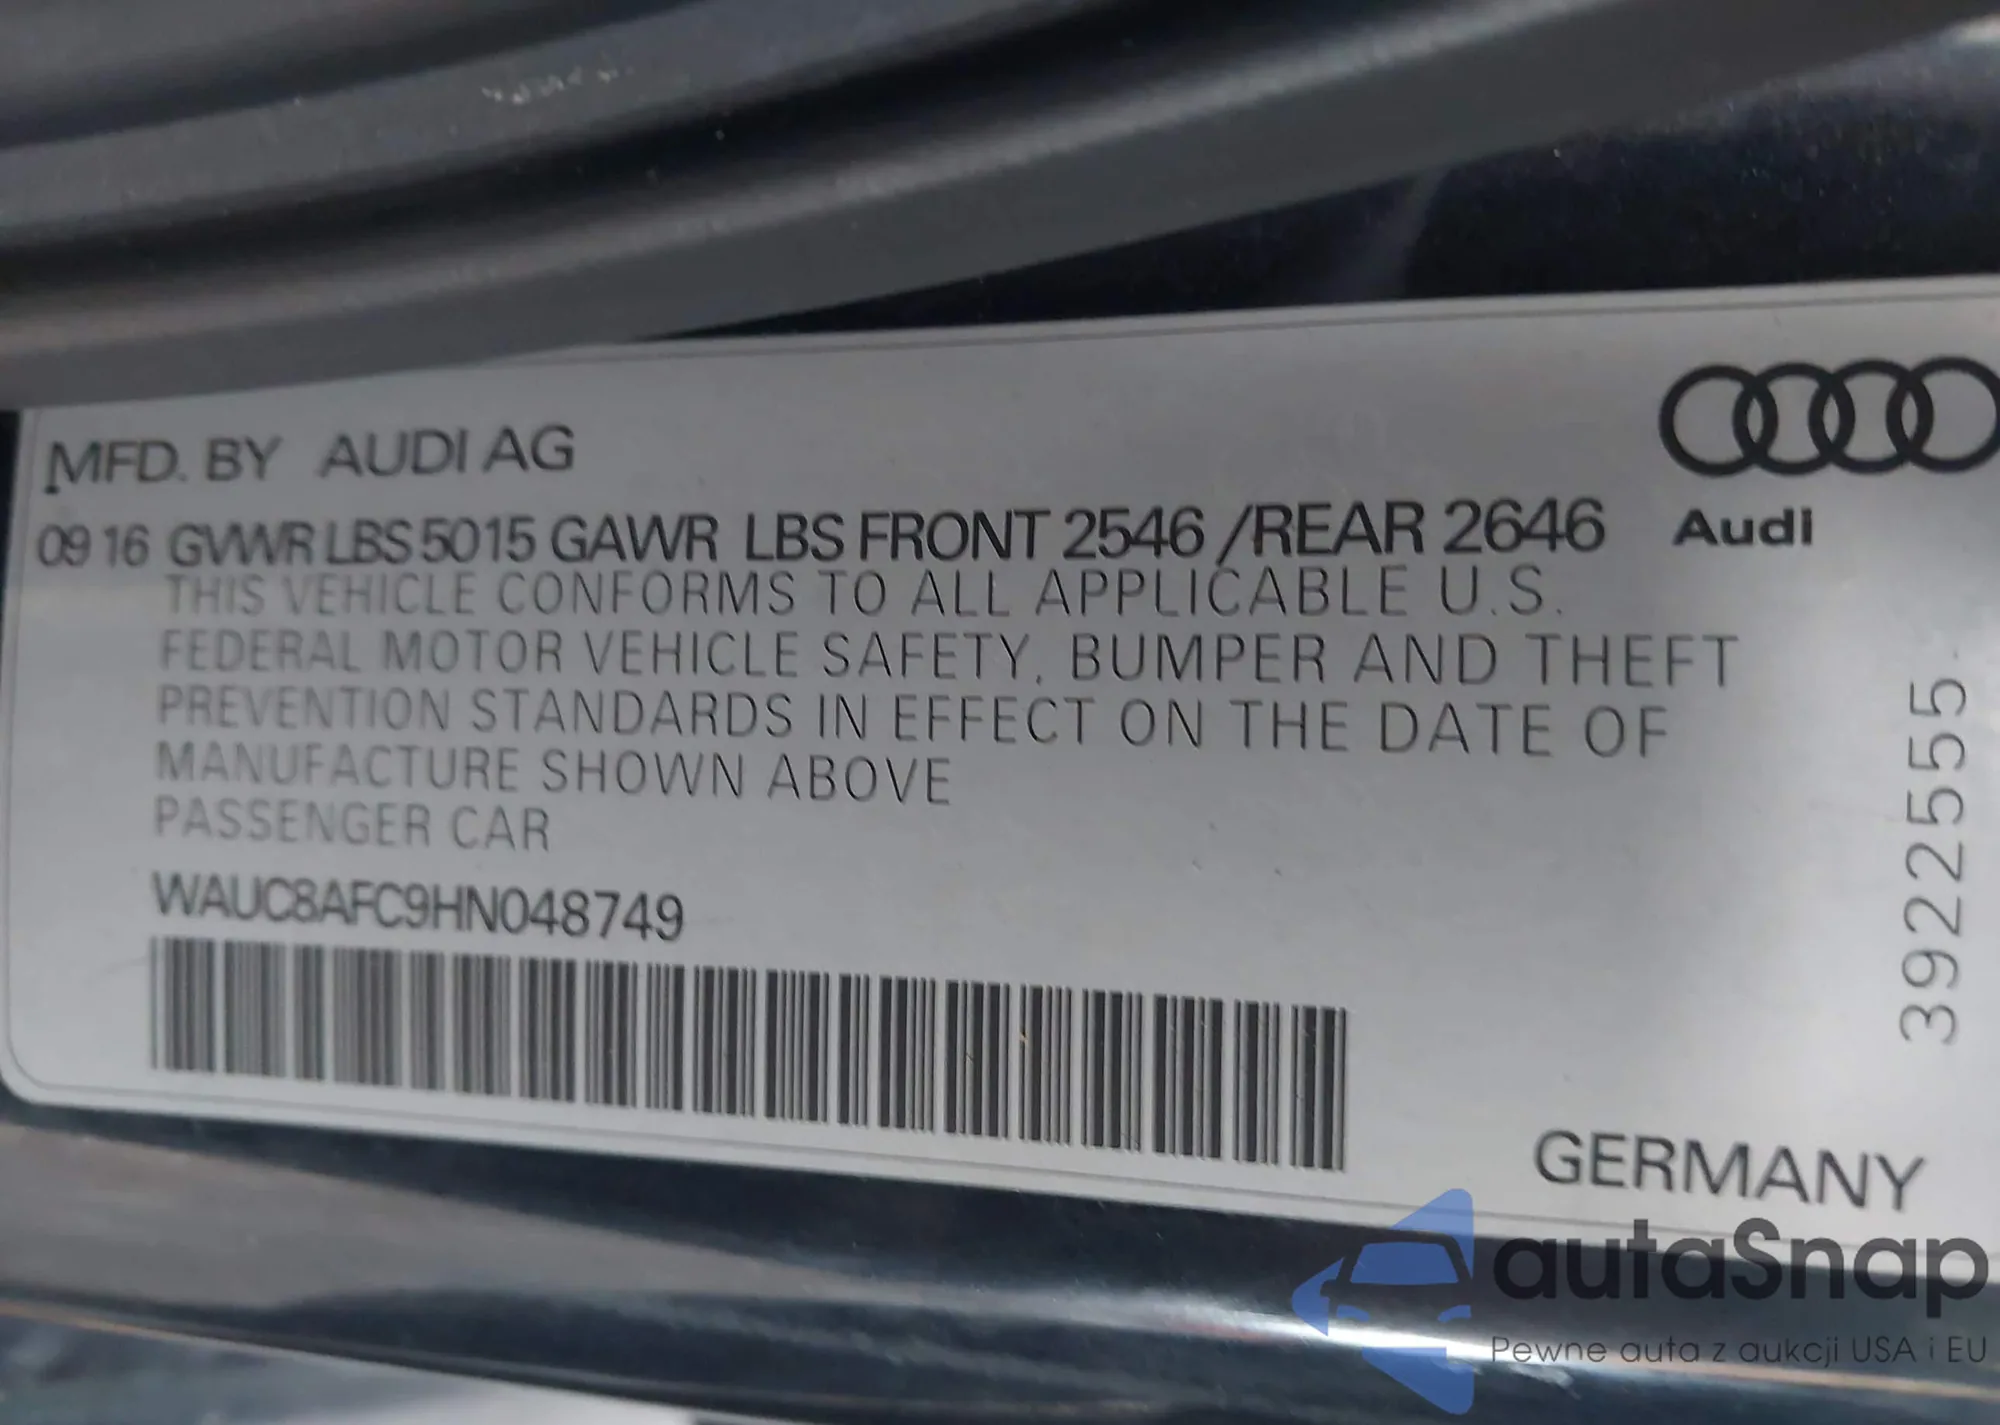 MFD. BY AUDI AG
09 16 GVWR LBS 5015 GAWR LBS FRONT 2546 /REAR 2646
Audi
THIS VEHICLE CONFORMS TO ALL APPLICABLE U.S.
FEDERAL MOTOR VEHICLE SAFETY, BUMPER AND THEFT
PREVENTION STANDARDS IN EFFECT ON THE DATE OF
MANUFACTURE SHOWN ABOVE
PASSENGER CAR
WAUC8AFC9HN048749
3922555
GERMANY
autaSnap
Pewne auta z aukcji USA i EU